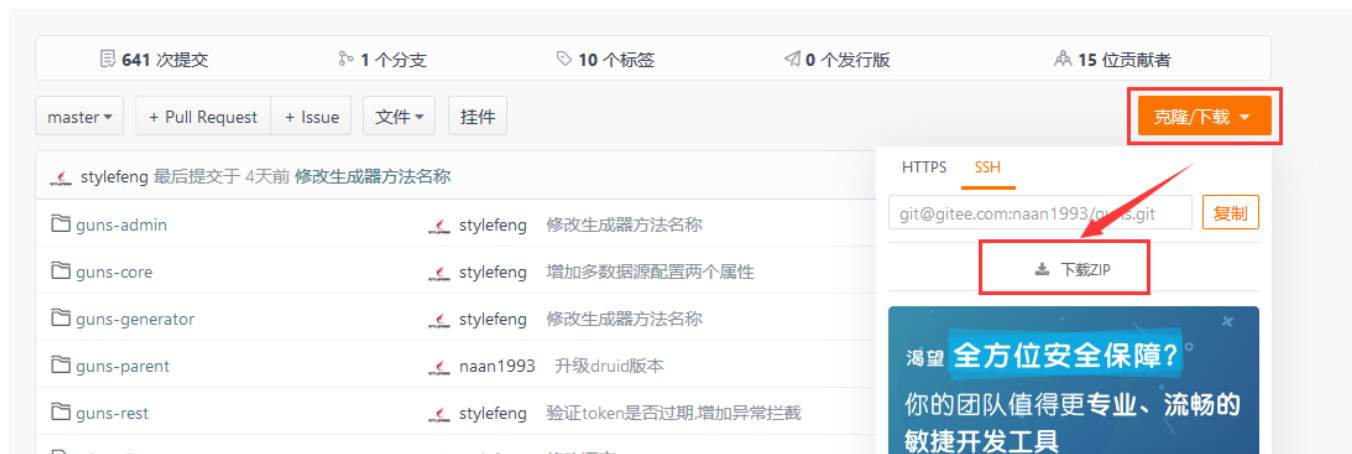 641 次提交 1 个分支 10 个标签 0 个发行版 15 位贡献者
master + Pull Request + Issue 文件 挂件 克隆/下载
stylefeng 最后提交于 4天前 修改生成器方法名称
HTTPS SSH
git@gitee.com:naan1993/guns.git 复制
下载ZIP
guns-admin stylefeng 修改生成器方法名称
guns-core stylefeng 增加多数据源配置两个属性
guns-generator stylefeng 修改生成器方法名称
guns-parent naan1993 升级druid版本
guns-rest stylefeng 验证token是否过期,增加异常拦截
渴望 全方位安全保障?
你的团队值得更专业、流畅的
敏捷开发工具